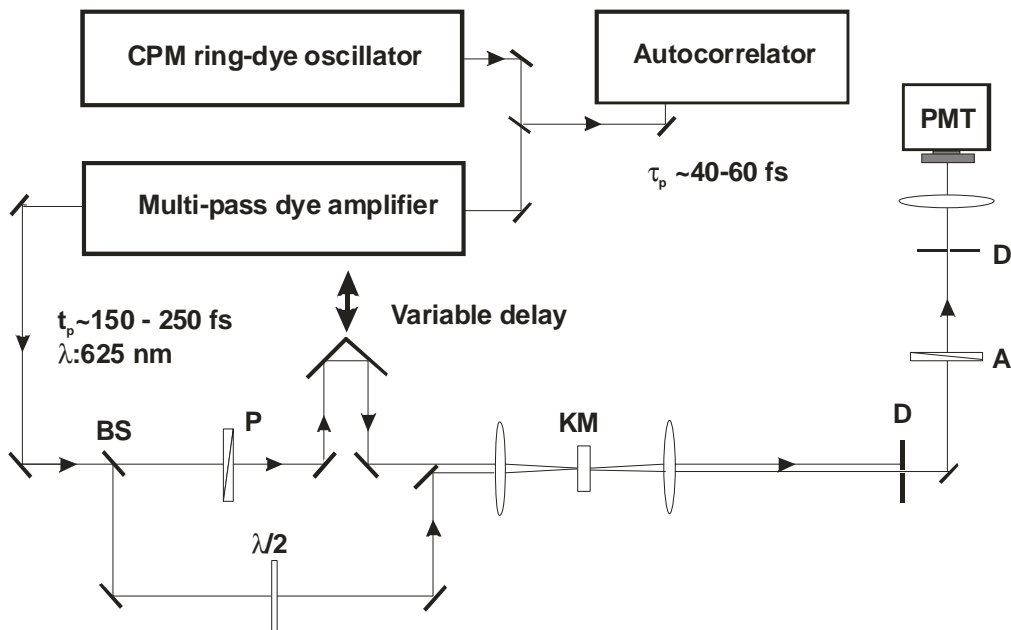 CPM ring-dye oscillator
Autocorrelator
PMT
τp ~40-60 fs
Multi-pass dye amplifier
D
tp~150 - 250 fs
λ:625 nm
Variable delay
A
BS
P
KM
D
λ/2